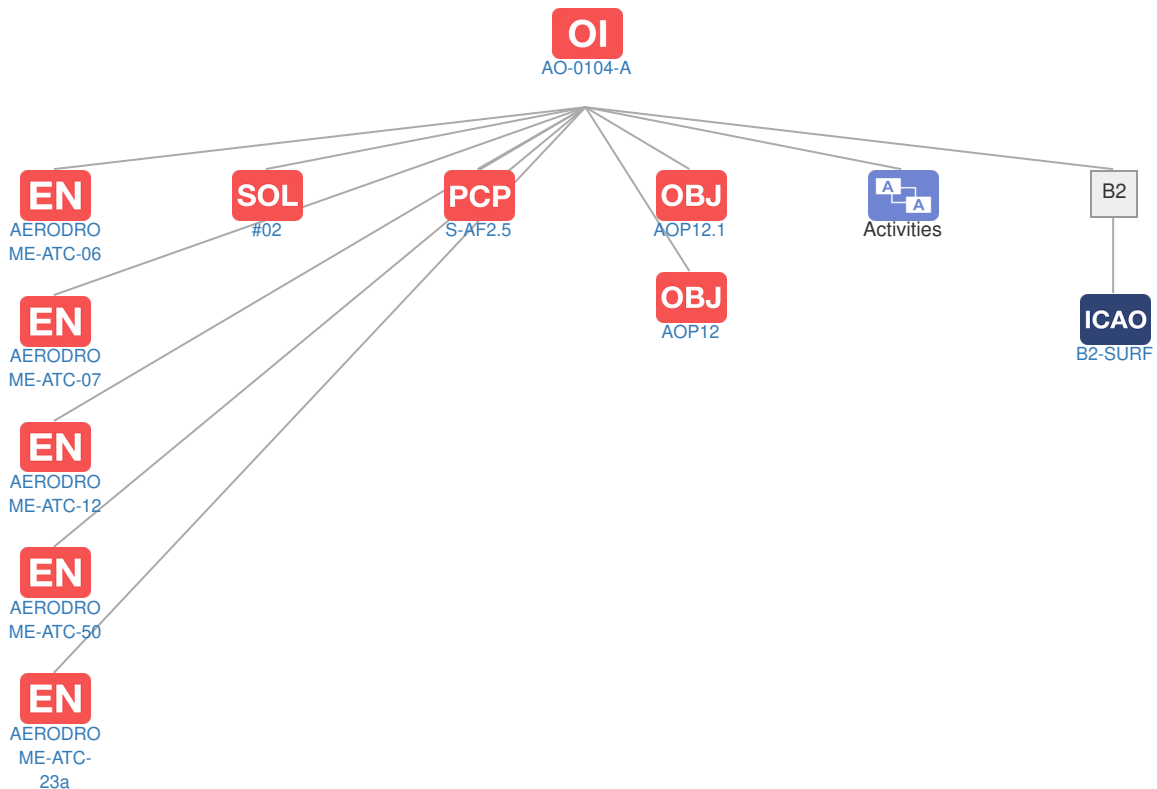 OI
AO-0104-A
EN
AERODRO
ME-ATC-06
SOL
#02
PCP
S-AF2.5
OBJ
AOP12.1
A
A
Activities
B2
OBJ
AOP12
ICAO
B2-SURF
EN
AERODRO
ME-ATC-07
EN
AERODRO
ME-ATC-12
EN
AERODRO
ME-ATC-50
EN
AERODRO
ME-ATC-
23a